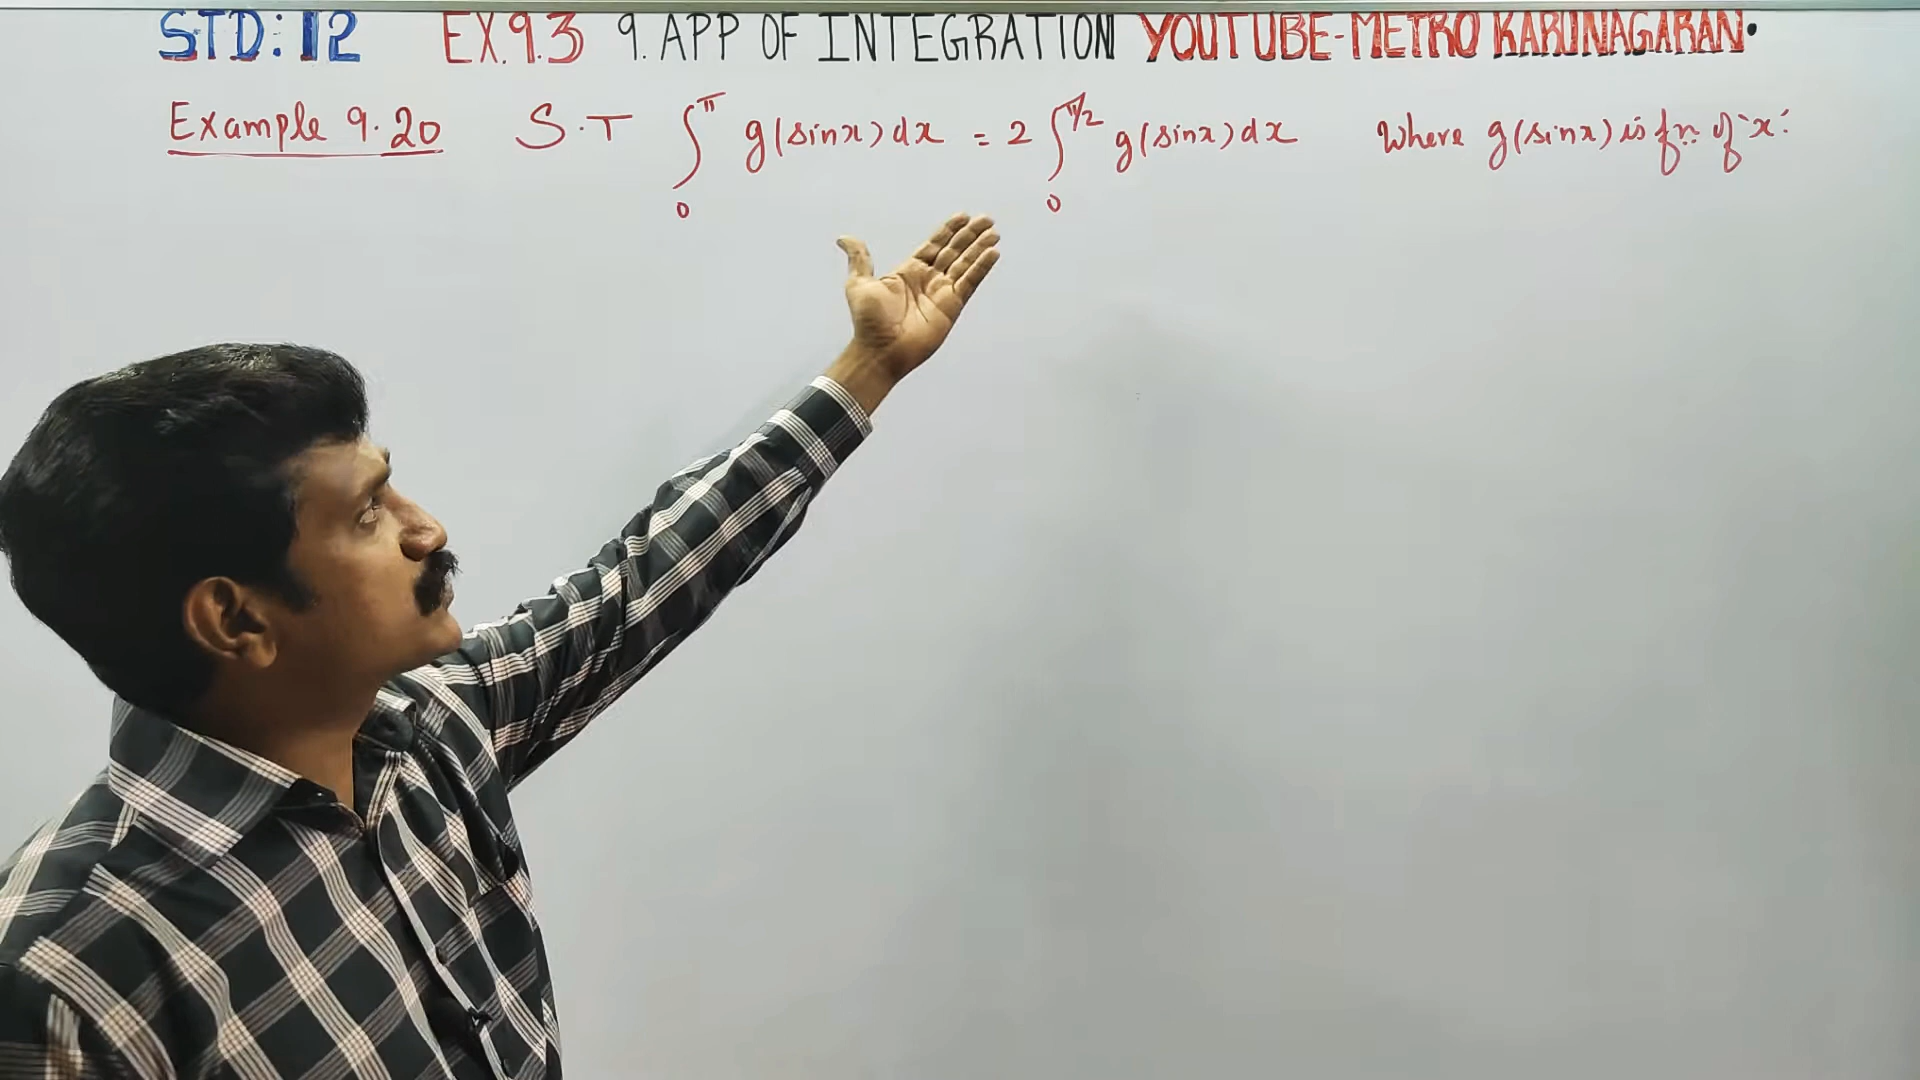 STD: 12 EX.9.3 9. APP OF INTEGRATION YOUTUBE-METRO KARUNAGARAN.
Example 9.20 S.T ∫₀^π g(sinx) dx = 2 ∫₀^(π/2) g(sinx) dx Where g(sinx) is fn. of 'x'.